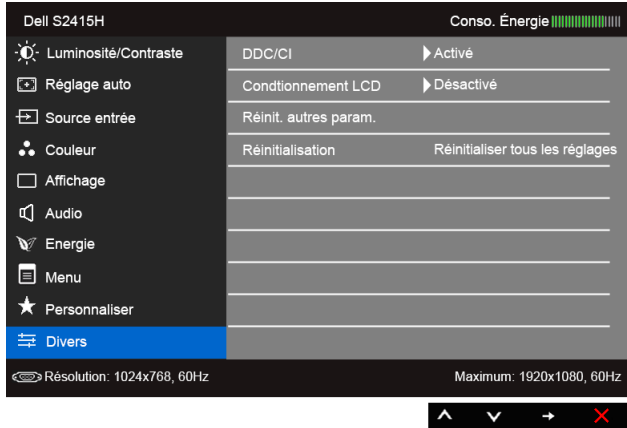 Dell S2415H
Conso. Énergie
Luminosité/Contraste
DDC/CI
Activé
Réglage auto
Condtionnement LCD
Désactivé
Source entrée
Réinit. autres param.
Couleur
Réinitialisation
Réinitialiser tous les réglages
Affichage
Audio
Energie
Menu
Personnaliser
Divers
Résolution: 1024x768, 60Hz
Maximum: 1920x1080, 60Hz